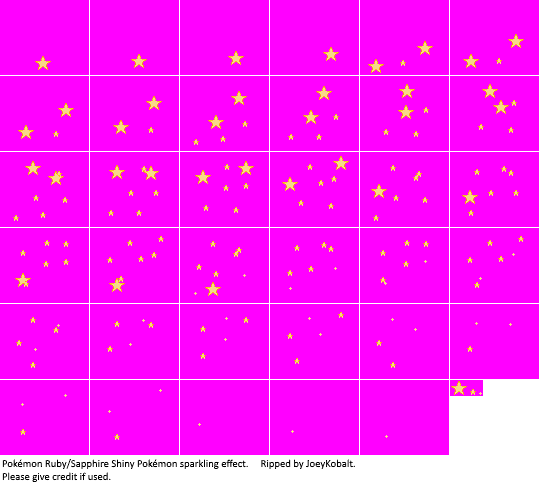 Pokémon Ruby/Sapphire Shiny Pokémon sparkling effect. Ripped by JoeyKobalt.
Please give credit if used.